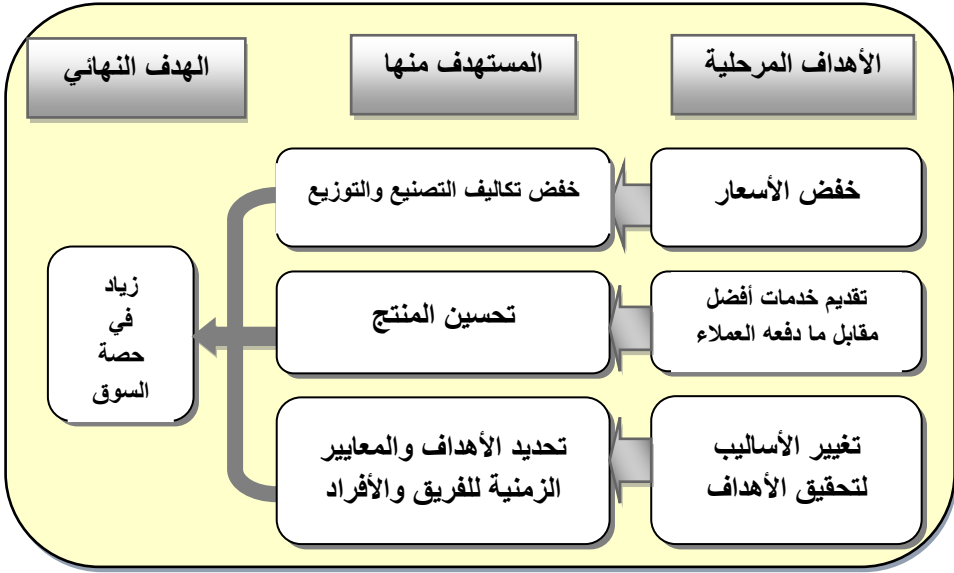 الأهداف المرحلية
المستهدف منها
الهدف النهائي
خفض الأسعار
خفض تكاليف التصنيع والتوزيع
تقديم خدمات أفضل
مقابل ما دفعه العملاء
تحسين المنتج
تغيير الأساليب
لتحقيق الأهداف
تحديد الأهداف والمعايير
الزمنية للفريق والأفراد
زياد
في
حصة
السوق